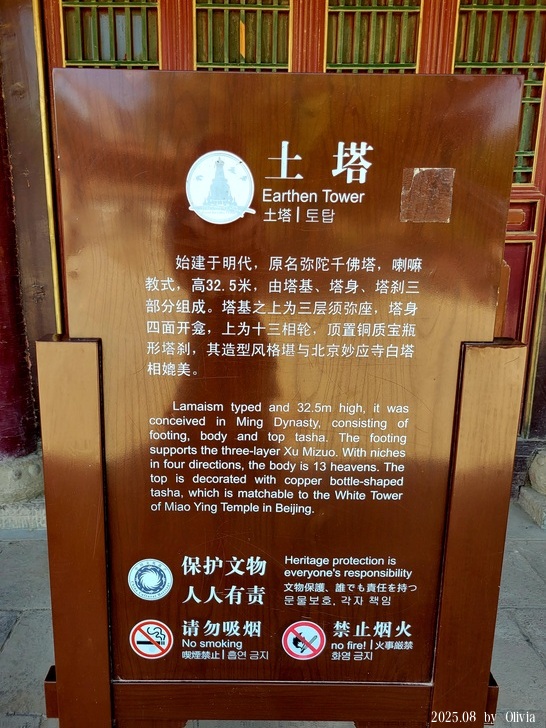 土塔
Earthen Tower
土塔 | 토탑
始建于明代，原名弥陀千佛塔，喇嘛
教式，高32.5米，由塔基、塔身、塔刹三
部分组成。塔基之上为三层须弥座，塔身
四面开龛，上为十三相轮，顶置铜质宝瓶
形塔刹，其造型风格堪与北京妙应寺白塔
相媲美。
Lamaism typed and 32.5m high, it was
conceived in Ming Dynasty, consisting of
footing, body and top tasha. The footing
supports the three-layer Xu Mizuo. With niches
in four directions, the body is 13 heavens. The
top is decorated with copper bottle-shaped
tasha, which is matchable to the White Tower
of Miao Ying Temple in Beijing.
保护文物
人人有责
Heritage protection is
everyone's responsibility
文物保護、誰でも責任を持つ
문물보호, 각자 책임
请勿吸烟
No smoking
喫煙禁止 | 흡연 금지
禁止烟火
no fire! | 火事厳禁
화염 금지
2025.08 by Olivia